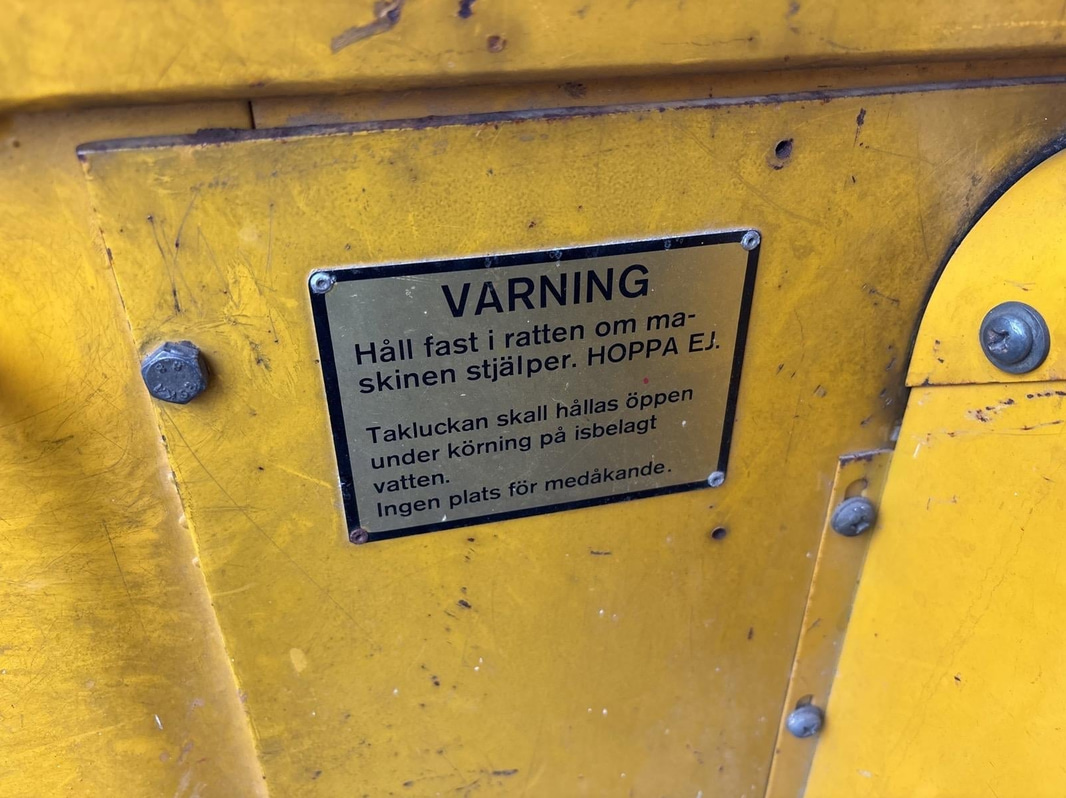 VARNING
Håll fast i ratten om ma-
skinen stjälper. HOPPA EJ.
Takluckan skall hållas öppen
under körning på isbelagt
vatten.
Ingen plats för medåkande.